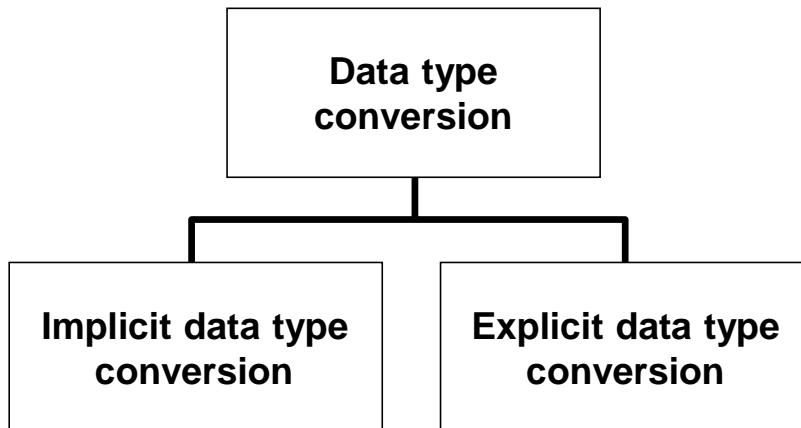 Data type
conversion
Implicit data type
conversion
Explicit data type
conversion